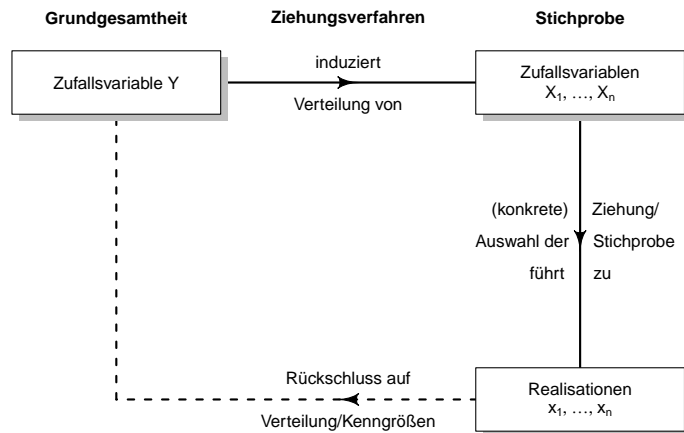 Grundgesamtheit
Ziehungsverfahren
Stichprobe
Zufallsvariable Y
induziert
Verteilung von
Zufallsvariablen
X₁, …, Xₙ
(konkrete) Ziehung/
Auswahl der Stichprobe
führt zu
Realisationen
x₁, …, xₙ
Rückschluss auf
Verteilung/Kenngrößen